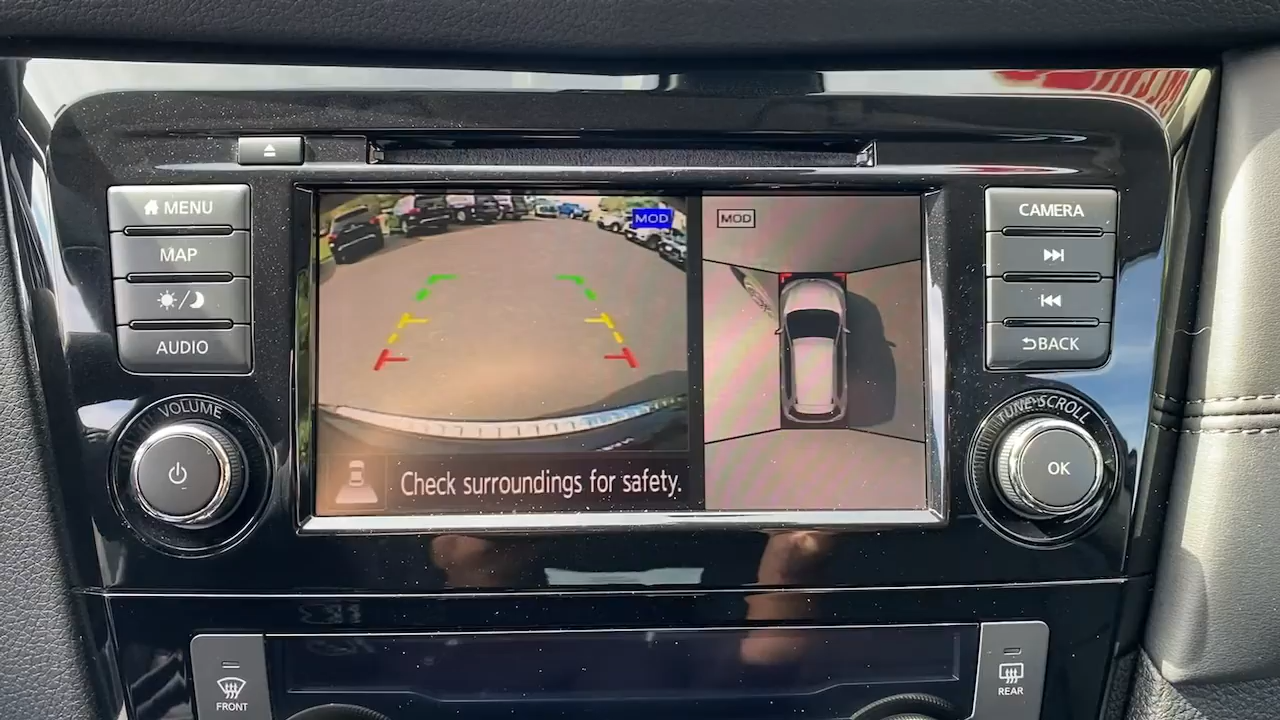 MENU
MAP
AUDIO
VOLUME
MOD
MOD
Check surroundings for safety.
CAMERA
BACK
TUNE·SCROLL
OK
FRONT
REAR